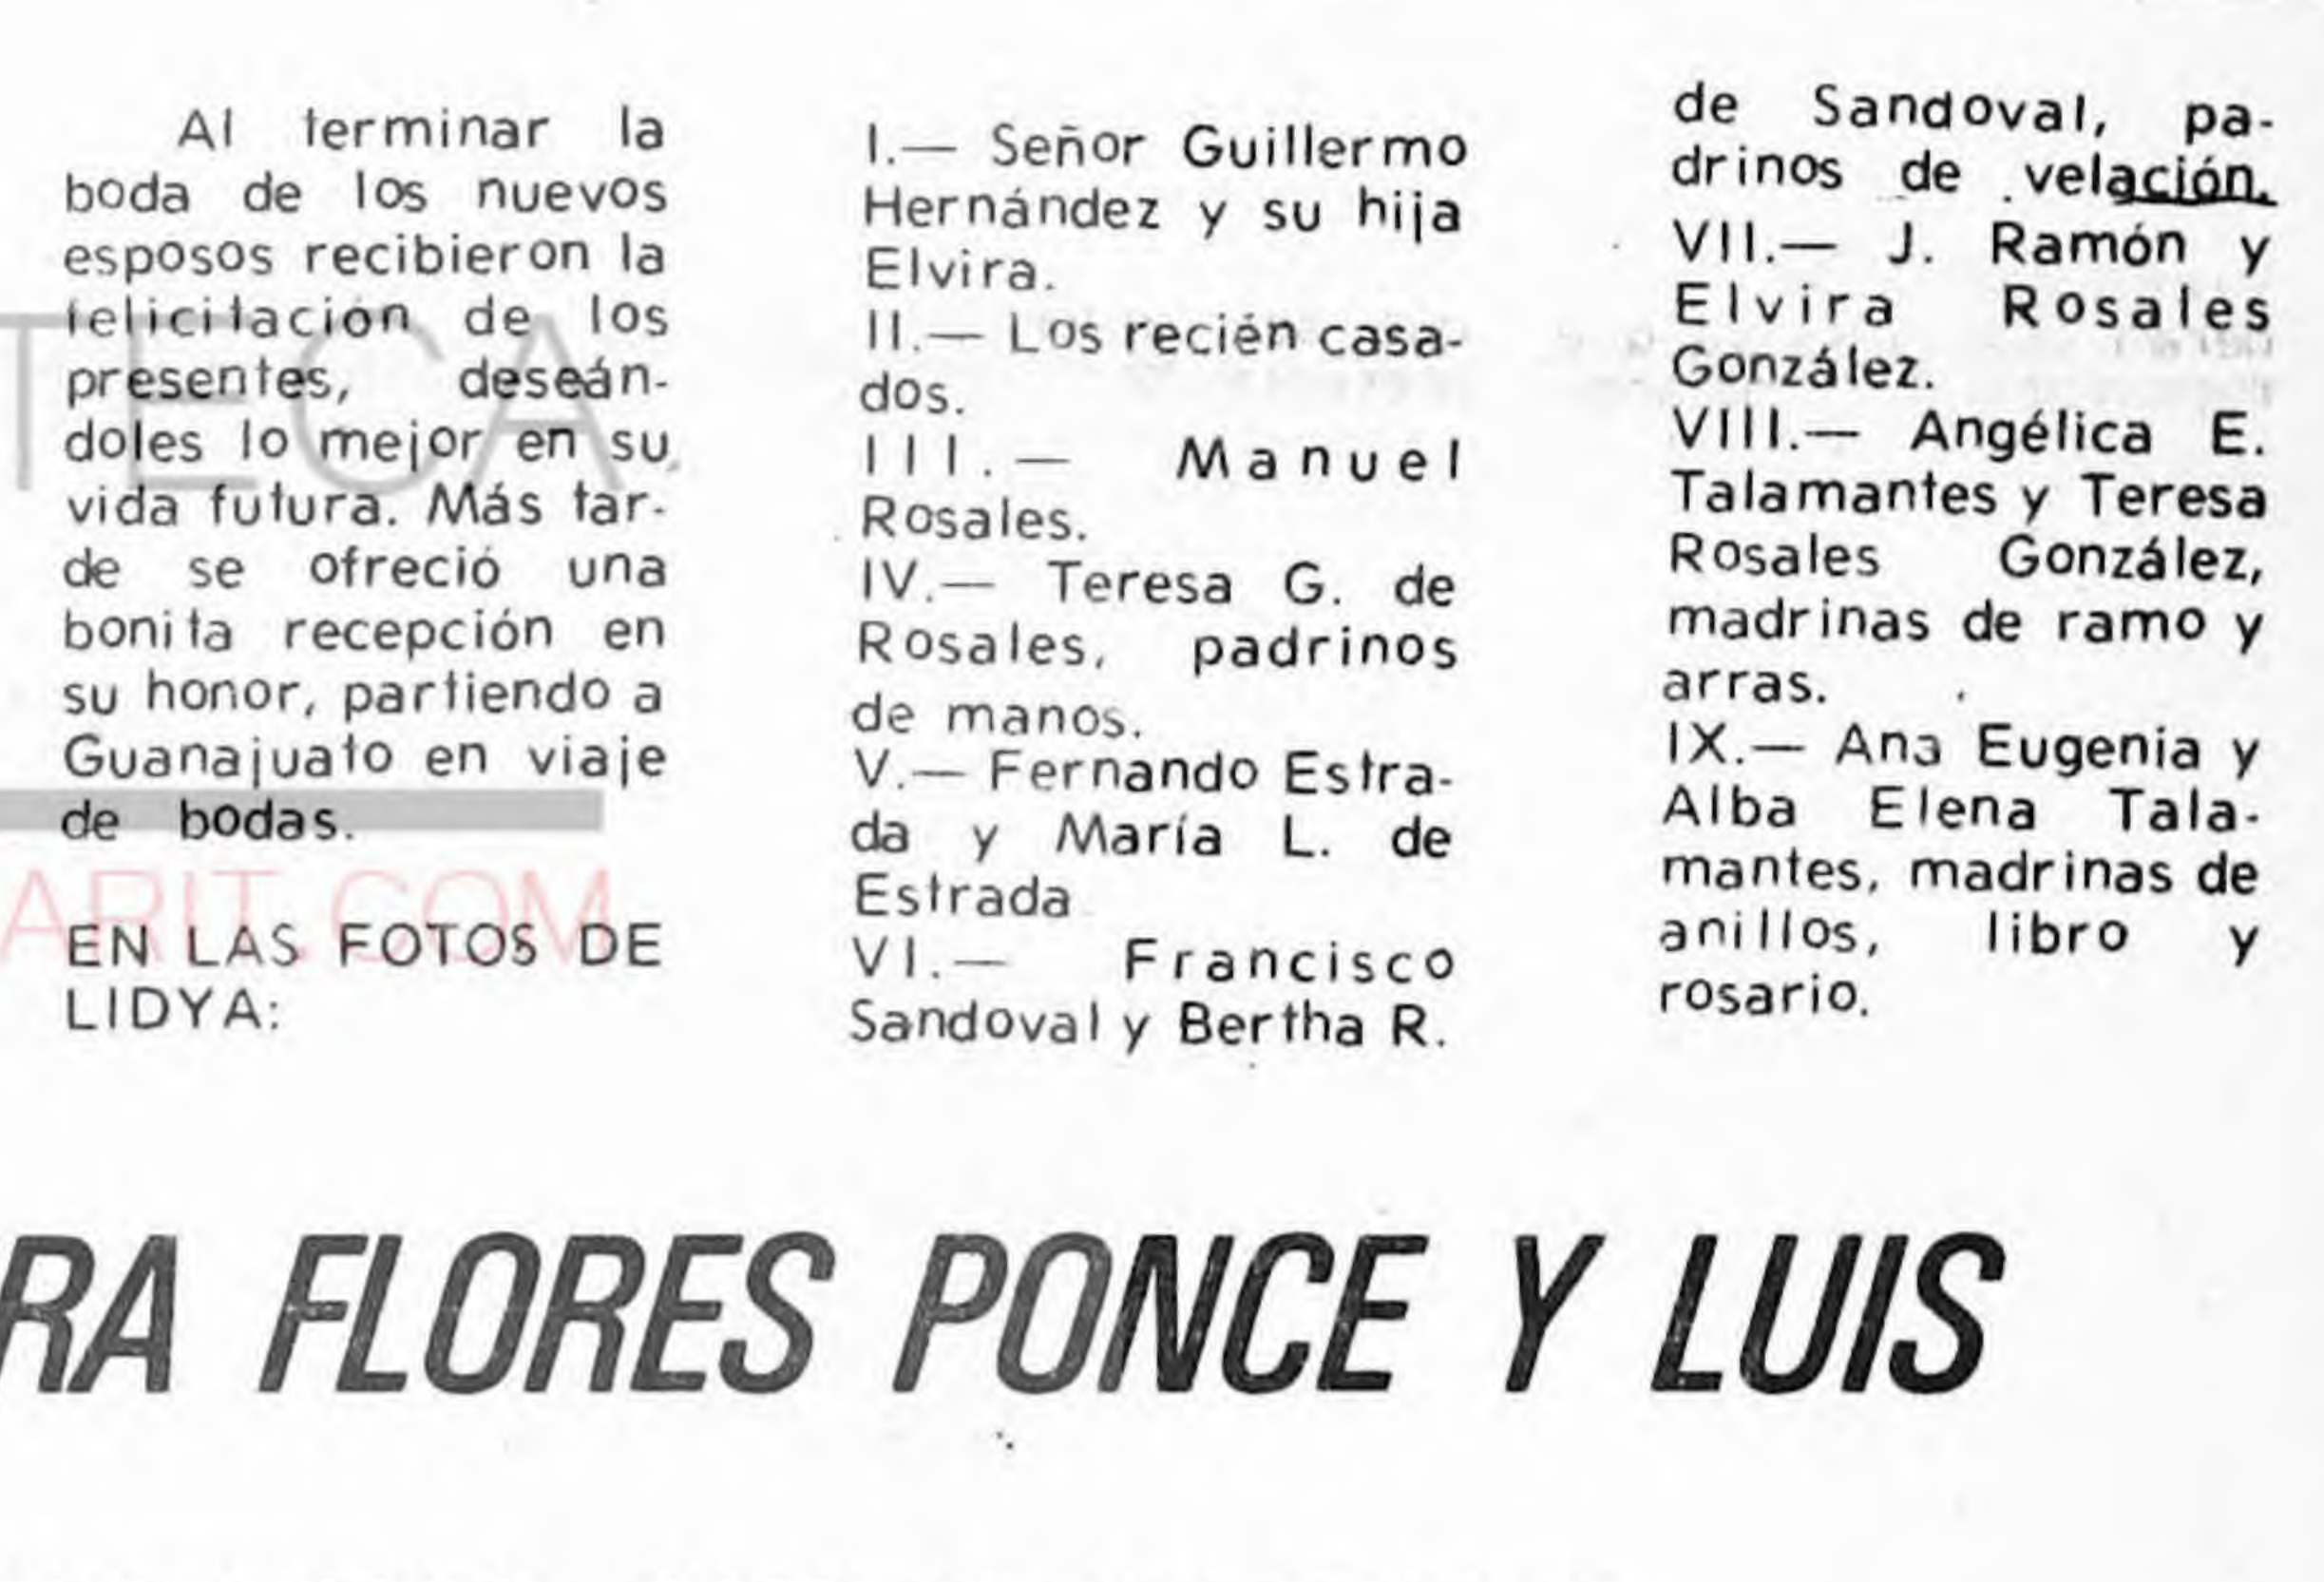 Al terminar la
boda de los nuevos
esposos recibieron la
felicitación de los
presentes, deseán-
doles lo mejor en su
vida futura. Más tar-
de se ofreció una
bonita recepción en
su honor, partiendo a
Guanajuato en viaje
de bodas.
EN LAS FOTOS DE
LIDYA:
I.— Señor Guillermo
Hernández y su hija
Elvira.
II.— Los recién casa-
dos.
III.— Manuel
Rosales.
IV.— Teresa G. de
Rosales, padrinos
de manos.
V.— Fernando Estra-
da y María L. de
Estrada
VI.— Francisco
Sandoval y Bertha R.
de Sandoval, pa-
drinos de velación.
VII.— J. Ramón y
Elvira Rosales
González.
VIII.— Angélica E.
Talamantes y Teresa
Rosales González,
madrinas de ramo y
arras.
IX.— Ana Eugenia y
Alba Elena Tala-
mantes, madrinas de
anillos, libro y
rosario.
RA FLORES PONCE Y LUIS
TECA
ARIT.COM